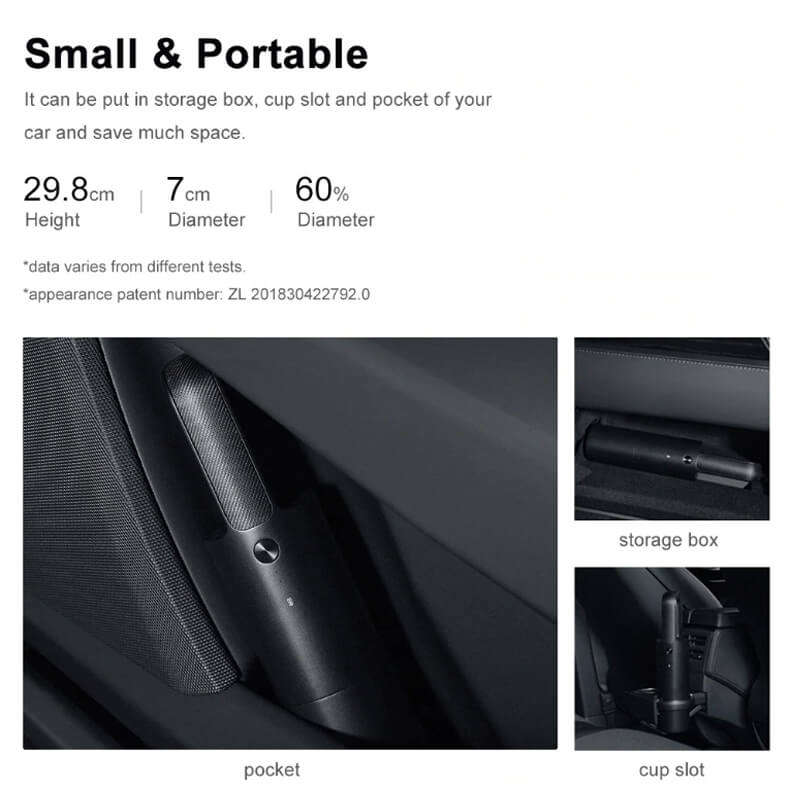 Small & Portable
It can be put in storage box, cup slot and pocket of your
car and save much space.
29.8cm
Height
7cm
Diameter
60%
Diameter
*data varies from different tests.
*appearance patent number: ZL 201830422792.0
storage box
pocket
cup slot